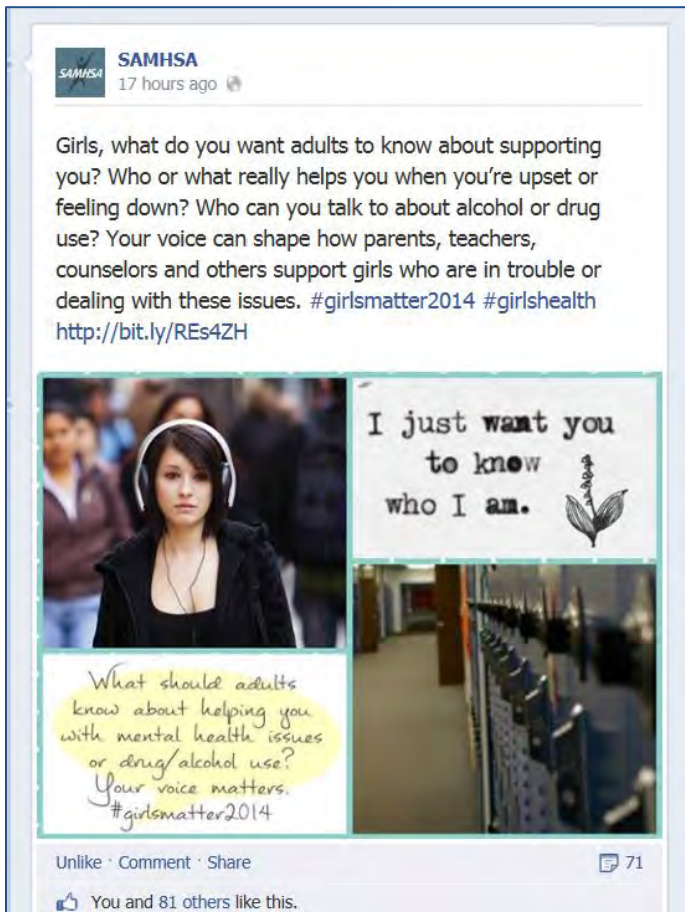 SAMHSA
SAMHSA
17 hours ago
Girls, what do you want adults to know about supporting
you? Who or what really helps you when you're upset or
feeling down? Who can you talk to about alcohol or drug
use? Your voice can shape how parents, teachers,
counselors and others support girls who are in trouble or
dealing with these issues. #girlsmatter2014 #girlshealth
http://bit.ly/REs4ZH
I just want you
to know
who I am.
What should adults
know about helping you
with mental health issues
or drug/alcohol use?
Your voice matters.
#girlsmatter2014
Unlike · Comment · Share
71
You and 81 others like this.